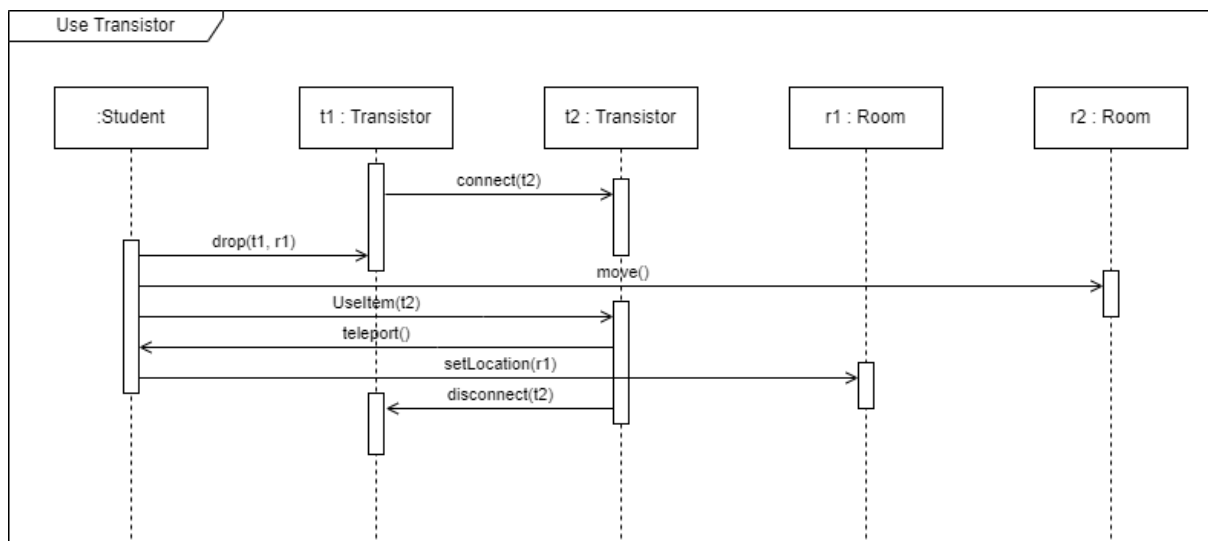 Use Transistor
:Student
t1 : Transistor
t2 : Transistor
r1 : Room
r2 : Room
connect(t2)
drop(t1, r1)
move()
UseItem(t2)
teleport()
setLocation(r1)
disconnect(t2)